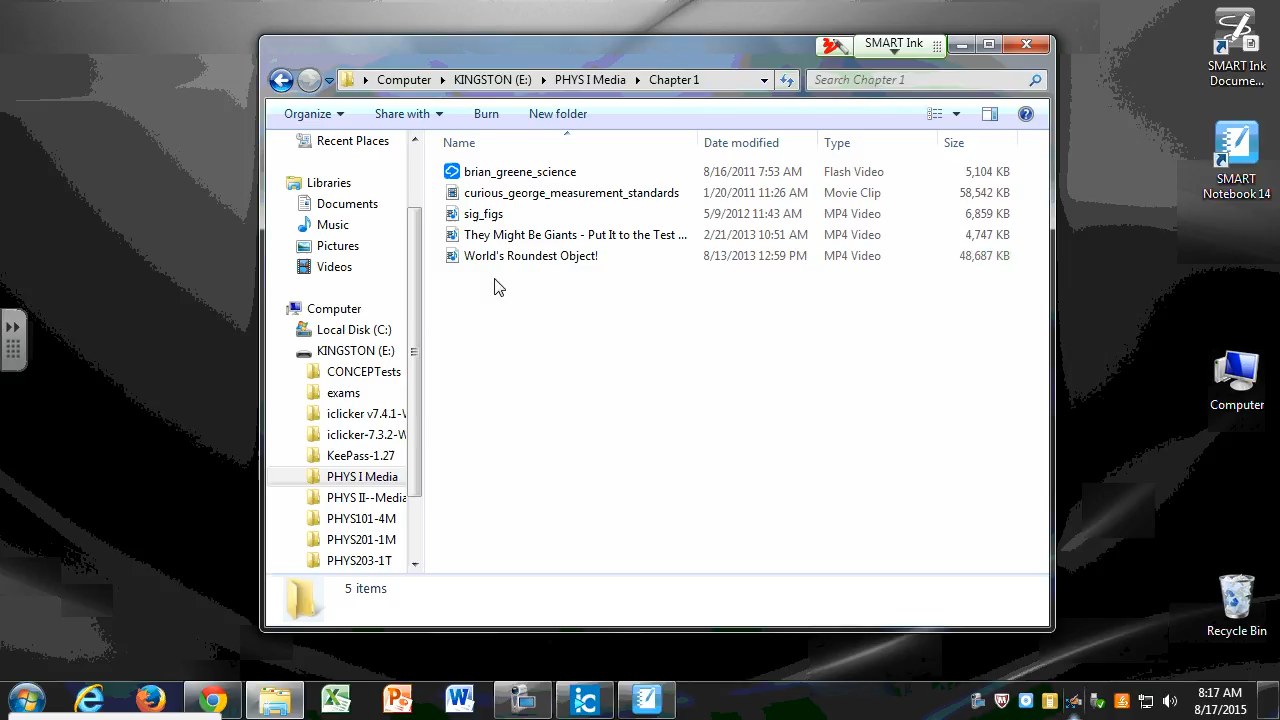 SMART Ink
SMART Ink Docume...
SMART Notebook 14
Computer
Recycle Bin
Computer KINGSTON (E:) PHYS I Media Chapter 1
Search Chapter 1
Organize Share with Burn New folder
Name Date modified Type Size
brian_greene_science 8/16/2011 7:53 AM Flash Video 5,104 KB
curious_george_measurement_standards 1/20/2011 11:26 AM Movie Clip 58,542 KB
sig_figs 5/9/2012 11:43 AM MP4 Video 6,859 KB
They Might Be Giants - Put It to the Test ... 2/21/2013 10:51 AM MP4 Video 4,747 KB
World's Roundest Object! 8/13/2013 12:59 PM MP4 Video 48,687 KB
Recent Places
Libraries
Documents
Music
Pictures
Videos
Computer
Local Disk (C:)
KINGSTON (E:)
CONCEPTests
exams
iclicker v7.4.1-W
iclicker-7.3.2-W
KeePass-1.27
PHYS I Media
PHYS II--Media
PHYS101-4M
PHYS201-1M
PHYS203-1T
5 items
8:17 AM
8/17/2015